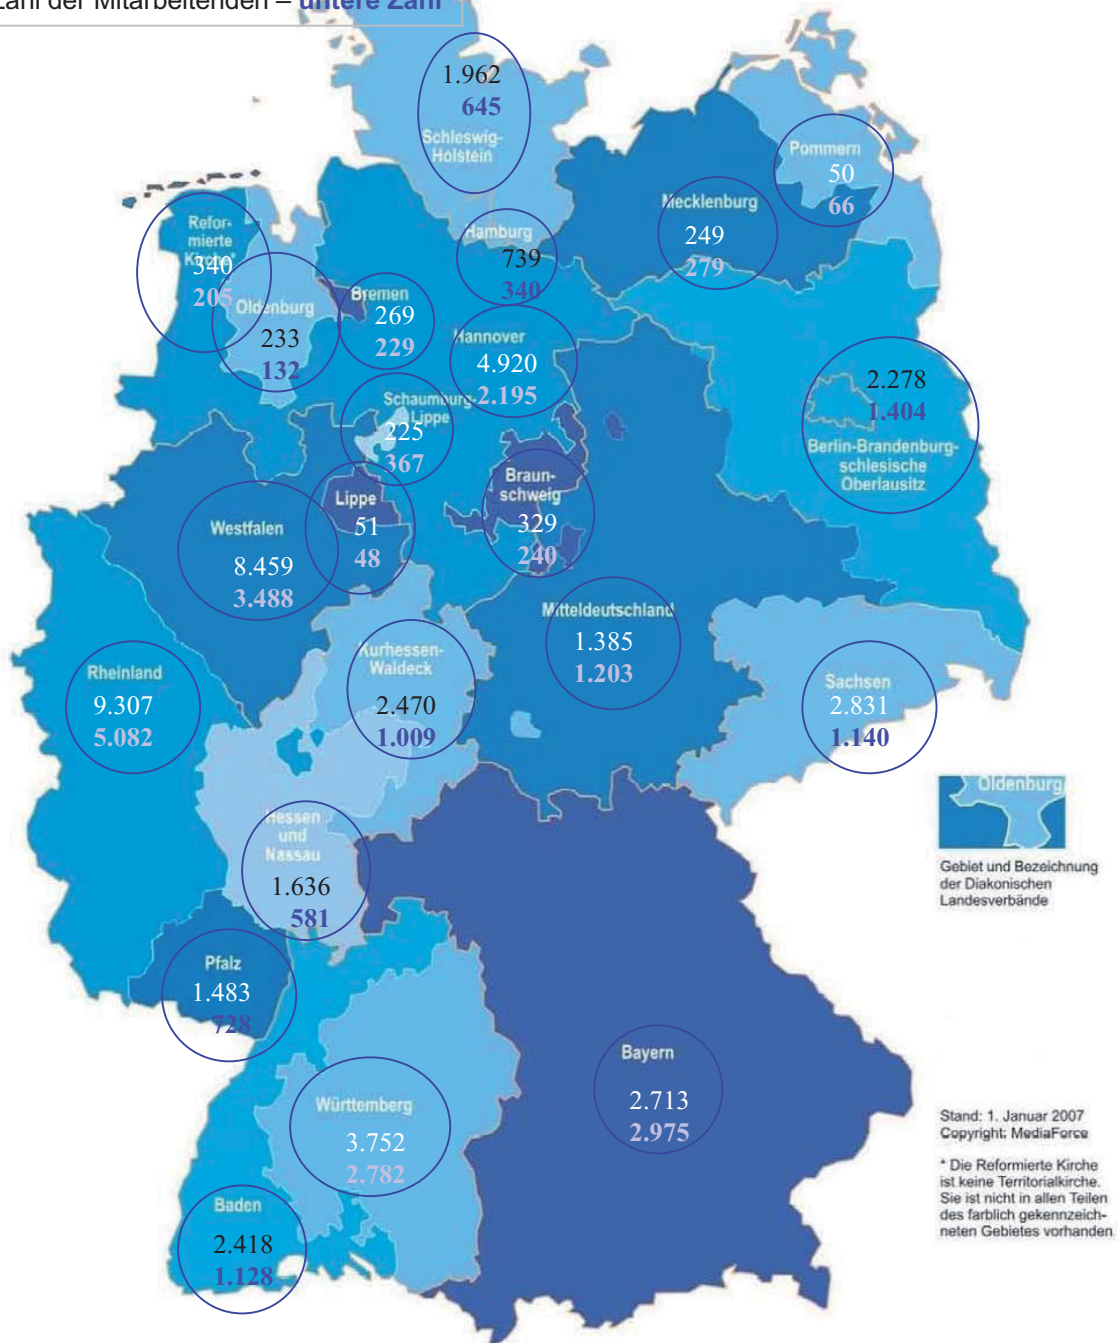 Zahl der Mitarbeitenden – untere Zahl
1.962
645
Schleswig-
Holstein
Pommern
50
66
Mecklenburg
249
279
Refor-
mierte
Kirche*
340
205
Hamburg
739
340
Oldenburg
233
132
Bremen
269
229
Hannover
4.920
2.195
2.278
1.404
Berlin-Brandenburg-
schlesische
Oberlausitz
Schaumburg-
Lippe
225
367
Braun-
schweig
329
240
Lippe
51
48
Westfalen
8.459
3.488
Mitteldeutschland
1.385
1.203
Kurhessen-
Waldeck
2.470
1.009
Rheinland
9.307
5.082
Sachsen
2.831
1.140
Oldenburg
Gebiet und Bezeichnung
der Diakonischen
Landesverbände
Hessen
und
Nassau
1.636
581
Pfalz
1.483
728
Bayern
2.713
2.975
Württemberg
3.752
2.782
Baden
2.418
1.128
Stand: 1. Januar 2007
Copyright: MediaForce
* Die Reformierte Kirche
ist keine Territorialkirche.
Sie ist nicht in allen Teilen
des farblich gekennzeich-
neten Gebietes vorhanden